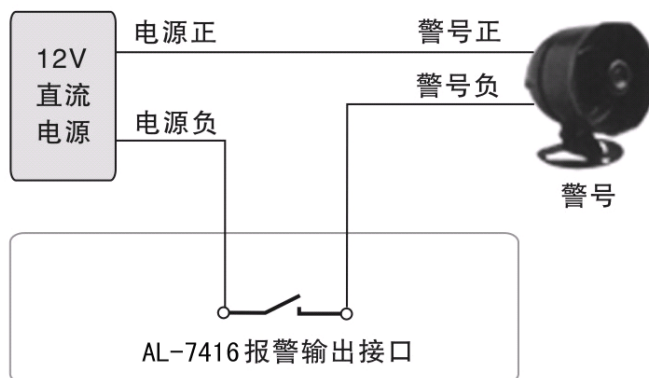 电源正
警号正
12V
直流
电源
警号负
电源负
警号
AL-7416报警输出接口